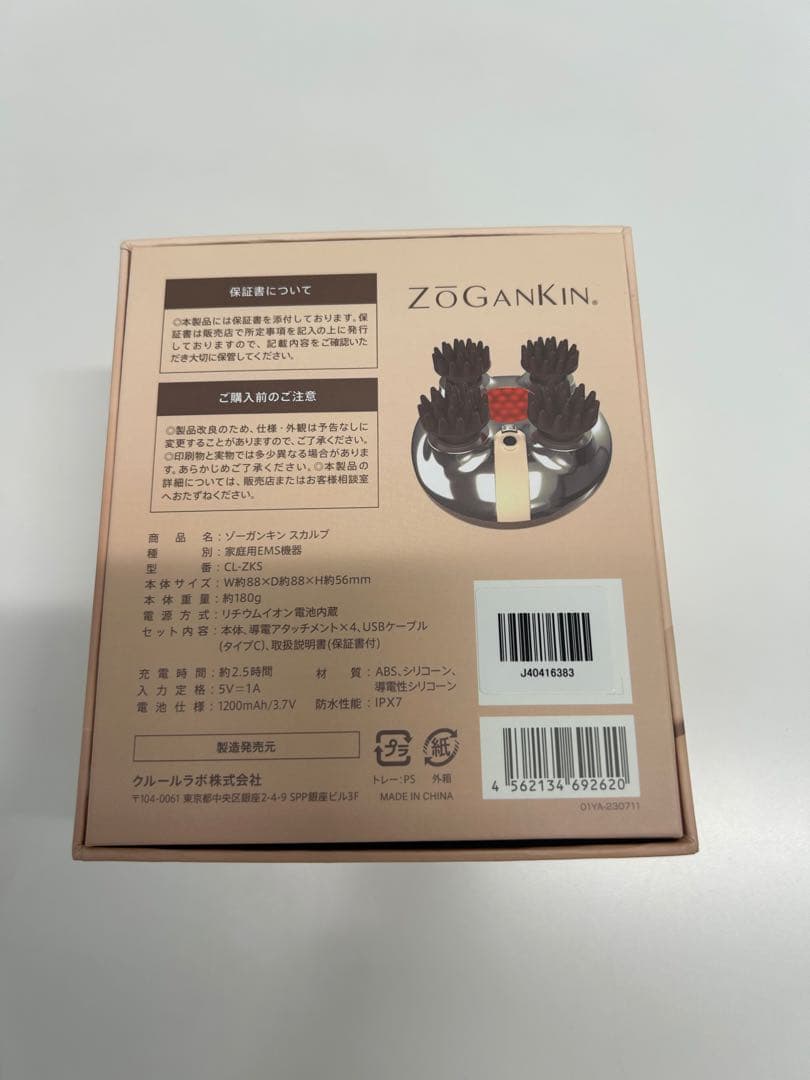 保証書について
◎本製品には保証書を添付しております。保
証書は販売店で所定事項を記入の上に発行
しておりますので、記載内容をご確認いた
だき大切に保管してください。
ご購入前のご注意
◎製品改良のため、仕様・外観は予告なしに
変更することがありますので、ご了承ください。
◎印刷物と実物では多少異なる場合がありま
す。あらかじめご了承ください。◎本製品の
詳細については、販売店またはお客様相談室
へおたずねください。
ZōGANKIN®
商品名:ゾーガンキン スカルプ
種別:家庭用EMS機器
型番:CL-ZKS
本体サイズ:W約88×D約88×H約56mm
本体重量:約180g
電源方式:リチウムイオン電池内蔵
セット内容:本体、導電アタッチメント×4、USBケーブル
(タイプC)、取扱説明書(保証書付)
充電時間:約2.5時間
入力定格:5V=1A
電池仕様:1200mAh/3.7V
材質:ABS、シリコーン、
導電性シリコーン
防水性能:IPX7
J40416383
製造発売元
クルールラボ株式会社
〒104-0061 東京都中央区銀座2-4-9 SPP銀座ビル3F
プラ
紙
トレー:PS
外箱
MADE IN CHINA
4 562134 692620
01YA-230711